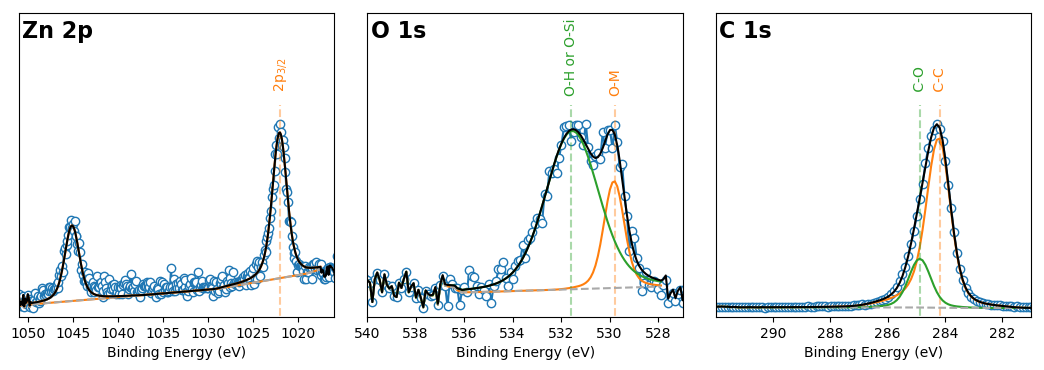 Zn 2p
O 1s
C 1s
2p3/2
O-H or O-Si
O-M
C-O
C-C
1050 1045 1040 1035 1030 1025 1020
540 538 536 534 532 530 528
290 288 286 284 282
Binding Energy (eV)
Binding Energy (eV)
Binding Energy (eV)